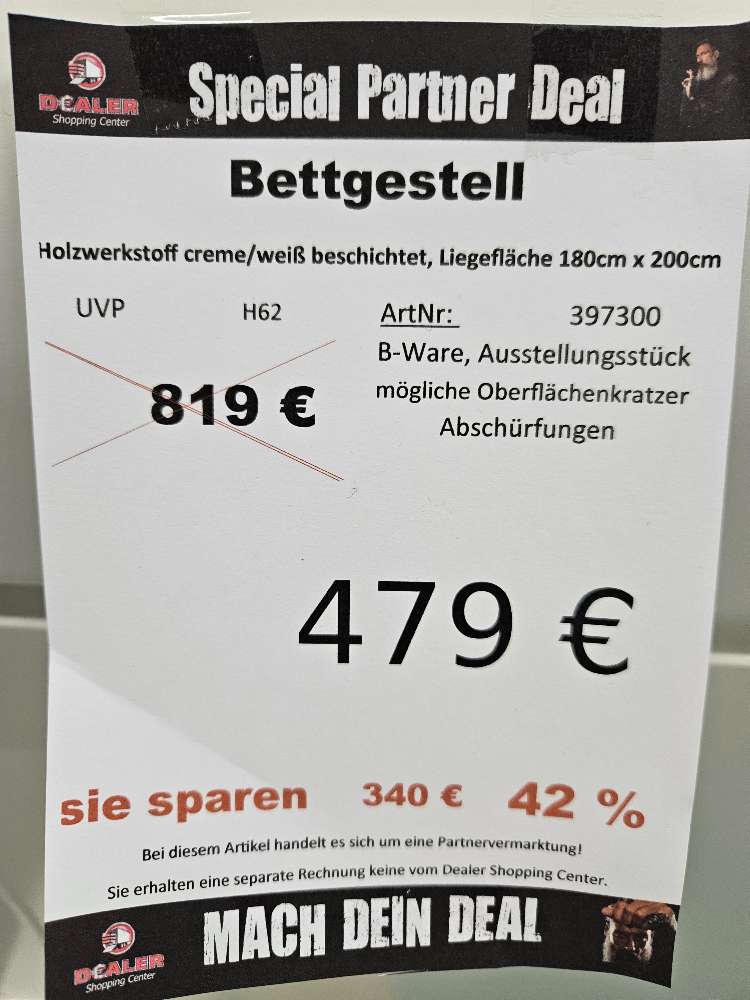 DEALER
Shopping Center
Special Partner Deal
Bettgestell
Holzwerkstoff creme/weiß beschichtet, Liegefläche 180cm x 200cm
UVP H62 ArtNr: 397300
B-Ware, Ausstellungsstück
819 €
mögliche Oberflächenkratzer
Abschürfungen
479 €
sie sparen 340 € 42 %
Bei diesem Artikel handelt es sich um eine Partnervermarktung!
Sie erhalten eine separate Rechnung keine vom Dealer Shopping Center.
D€ALER
Shopping Center
MACH DEIN DEAL